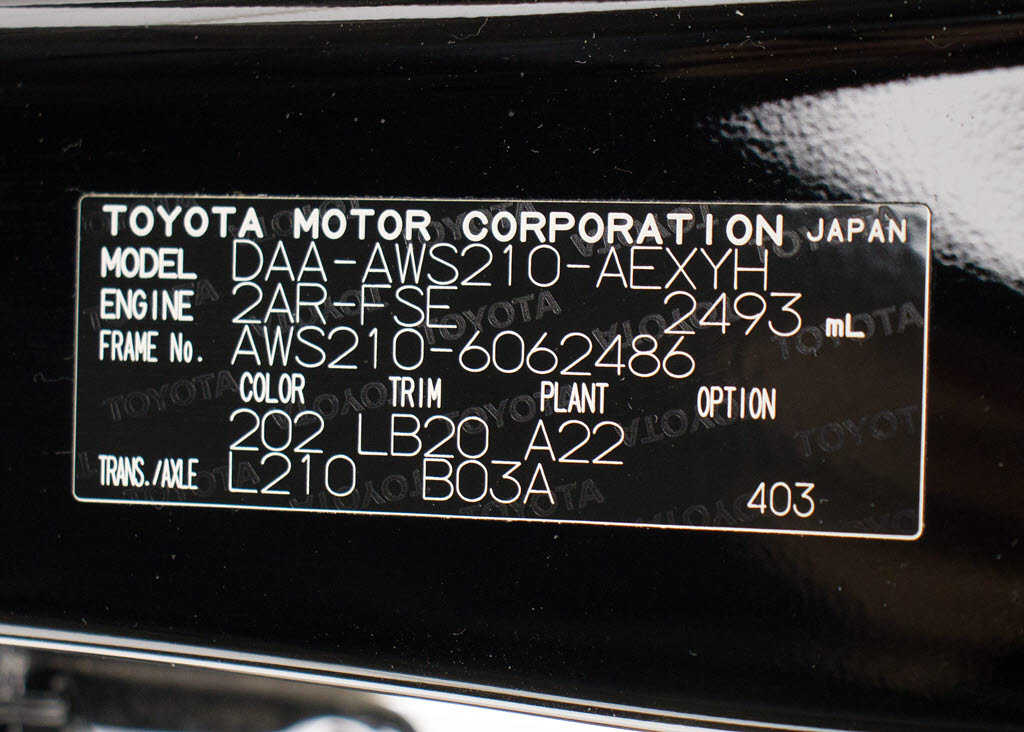 TOYOTA MOTOR CORPORATION JAPAN
MODEL DAA-AWS210-AEXYH
ENGINE 2AR-FSE 2493 mL
FRAME No. AWS210-6062486
COLOR TRIM PLANT OPTION
202 LB20 A22
TRANS./AXLE L210 B03A 403